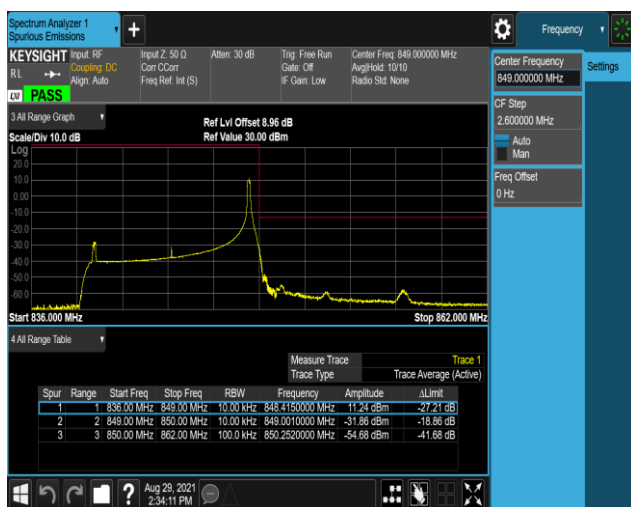 Spectrum Analyzer 1
Spurious Emissions
Frequency
KEYSIGHT
Input: RF
Input Z: 50 Ω
Atten: 30 dB
Trig: Free Run
Center Freq: 849.000000 MHz
RL
Coupling: DC
Corr CCorr
Gate: Off
Avg|Hold: 10/10
Align: Auto
Freq Ref: Int (S)
IF Gain: Low
Radio Std: None
LXI
PASS
Center Frequency
849.000000 MHz
Settings
CF Step
2.600000 MHz
Auto
Man
Freq Offset
0 Hz
3 All Range Graph
Ref Lvl Offset 8.96 dB
Scale/Div 10.0 dB
Ref Value 30.00 dBm
Log
20.0
10.0
0.00
-10.0
-20.0
-30.0
-40.0
-50.0
-60.0
Start 836.000 MHz
Stop 862.000 MHz
4 All Range Table
Measure Trace Trace 1
Trace Type Trace Average (Active)
Spur Range Start Freq Stop Freq RBW Frequency Amplitude ΔLimit
1 1 836.00 MHz 849.00 MHz 10.00 kHz 848.4150000 MHz 11.24 dBm -27.21 dB
2 2 849.00 MHz 850.00 MHz 10.00 kHz 849.0010000 MHz -31.86 dBm -18.86 dB
3 3 850.00 MHz 862.00 MHz 100.0 kHz 850.2520000 MHz -54.68 dBm -41.68 dB
?
Aug 29, 2021
2:34:11 PM